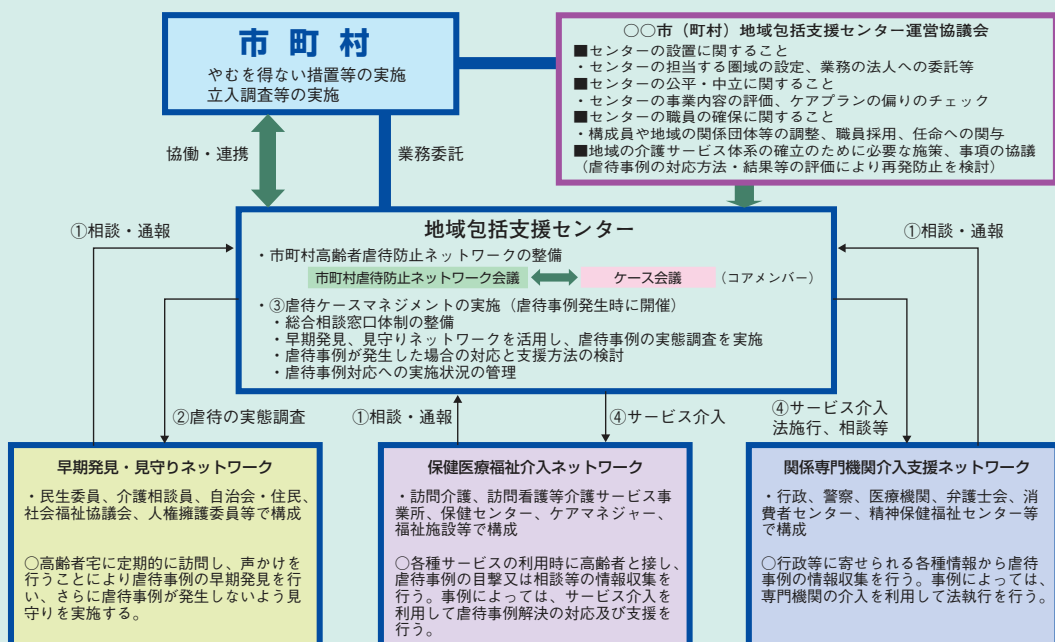 市町村
やむを得ない措置等の実施
立入調査等の実施
○○市（町村）地域包括支援センター運営協議会
■センターの設置に関すること
・センターの担当する圏域の設定、業務の法人への委託等
■センターの公平・中立に関すること
・センターの事業内容の評価、ケアプランの偏りのチェック
■センターの職員の確保に関すること
・構成員や地域の関係団体等の調整、職員採用、任命への関与
■地域の介護サービス体系の確立のために必要な施策、事項の協議
（虐待事例の対応方法・結果等の評価により再発防止を検討）
協働・連携
業務委託
①相談・通報
地域包括支援センター
・市町村高齢者虐待防止ネットワークの整備
市町村虐待防止ネットワーク会議
ケース会議
（コアメンバー）
・③虐待ケースマネジメントの実施（虐待事例発生時に開催）
・総合相談窓口体制の整備
・早期発見、見守りネットワークを活用し、虐待事例の実態調査を実施
・虐待事例が発生した場合の対応と支援方法の検討
・虐待事例対応への実施状況の管理
①相談・通報
②虐待の実態調査
①相談・通報
④サービス介入
④サービス介入
法施行、相談等
早期発見・見守りネットワーク
・民生委員、介護相談員、自治会・住民、
社会福祉協議会、人権擁護委員等で構成
○高齢者宅に定期的に訪問し、声かけを
行うことにより虐待事例の早期発見を行
い、さらに虐待事例が発生しないよう見
守りを実施する。
保健医療福祉介入ネットワーク
・訪問介護、訪問看護等介護サービス事
業所、保健センター、ケアマネジャー、
福祉施設等で構成
○各種サービスの利用時に高齢者と接し、
虐待事例の目撃又は相談等の情報収集を
行う。事例によっては、サービス介入を
利用して虐待事例解決の対応及び支援を
行う。
関係専門機関介入支援ネットワーク
・行政、警察、医療機関、弁護士会、消
費者センター、精神保健福祉センター等
で構成
○行政等に寄せられる各種情報から虐待
事例の情報収集を行う。事例によっては、
専門機関の介入を利用して法執行を行う。